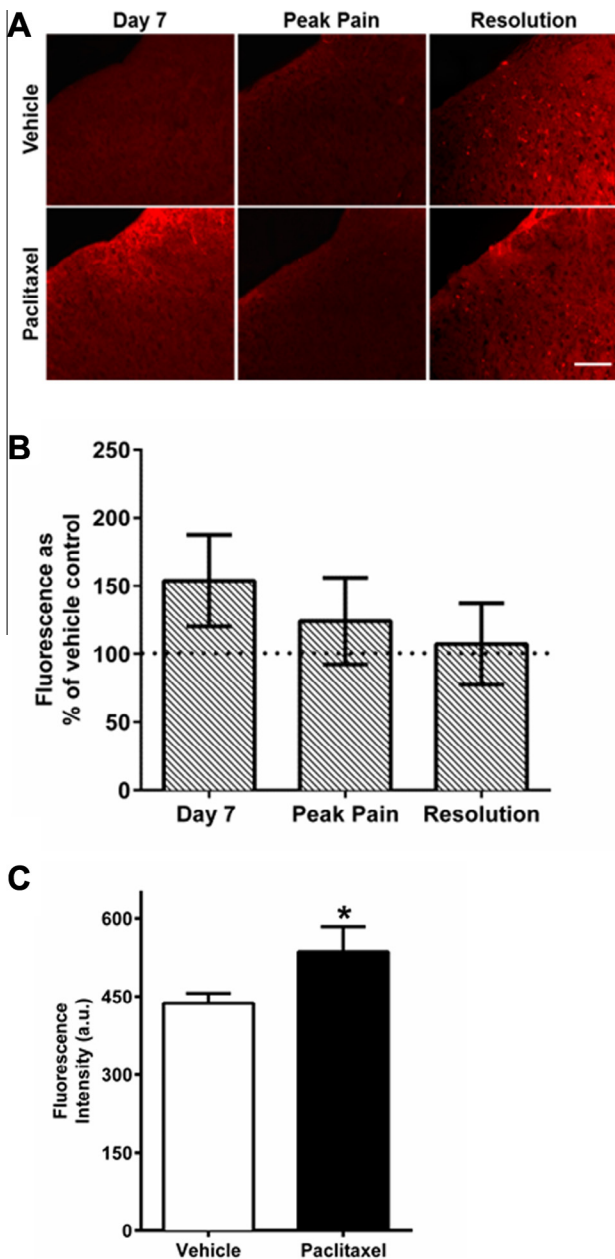 A
Day 7 Peak Pain Resolution
Vehicle
Paclitaxel
B
Fluorescence as
% of vehicle control
250
200
150
100
50
0
Day 7 Peak Pain Resolution
C
Fluorescence
Intensity (a.u.)
600
450
300
150
0
*
Vehicle Paclitaxel